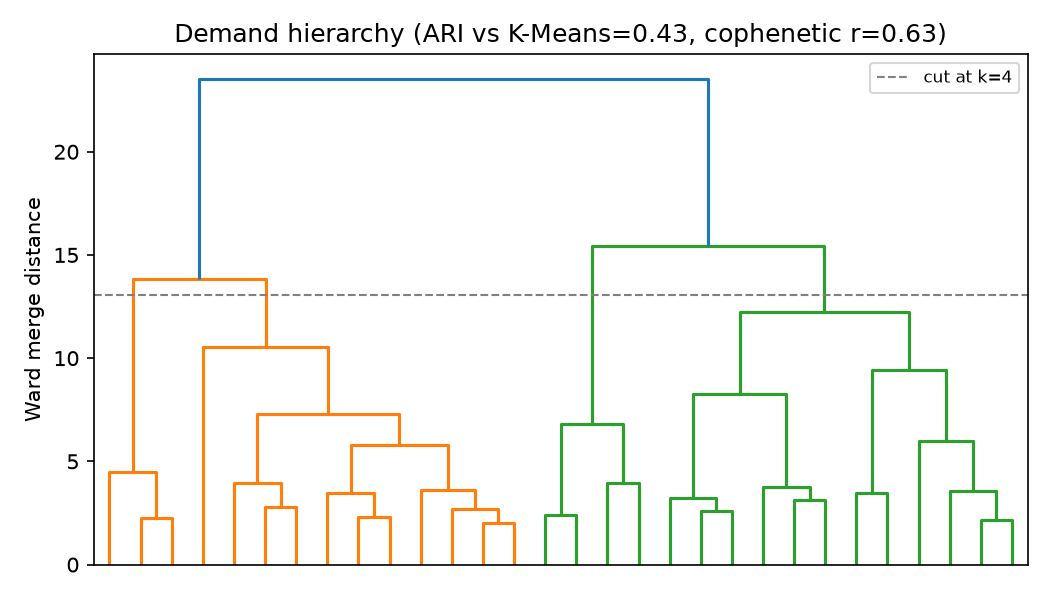 Demand hierarchy (ARI vs K-Means=0.43, cophenetic r=0.63)
cut at k=4
Ward merge distance
20
15
10
5
0